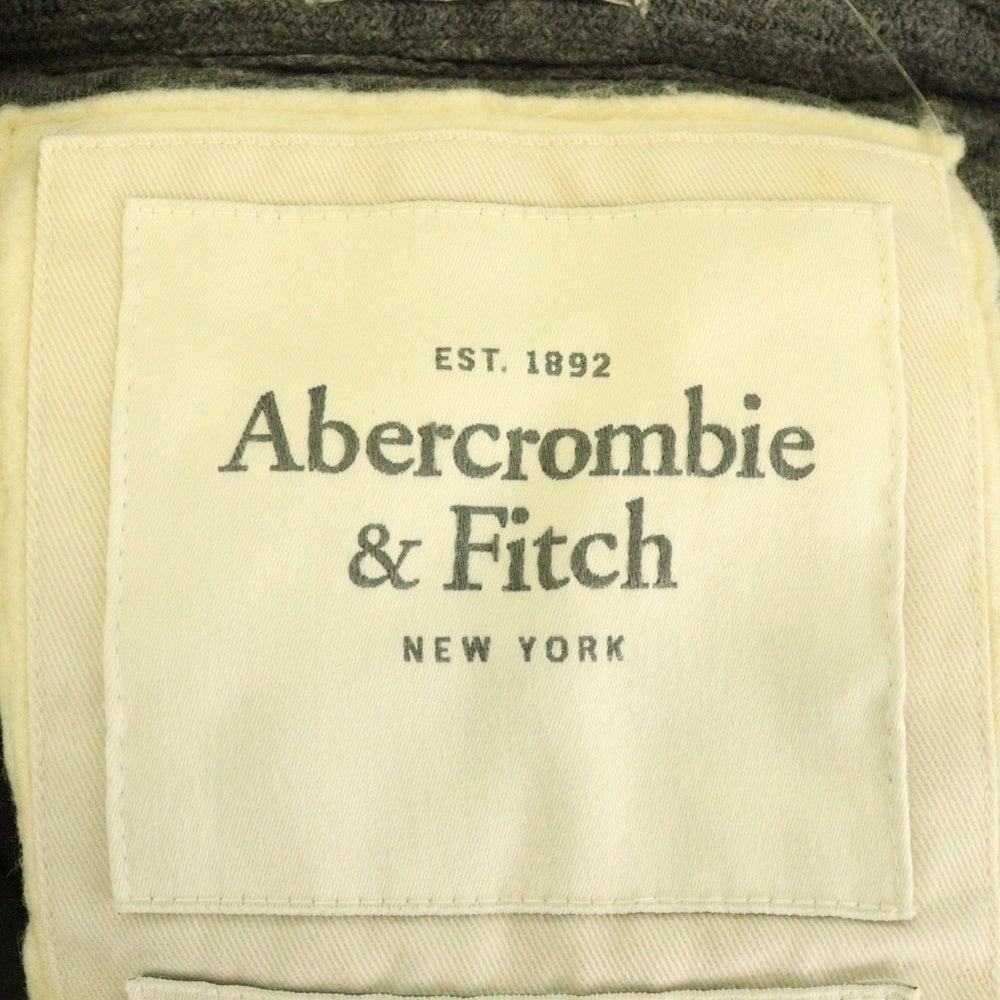 EST. 1892
Abercrombie
& Fitch
NEW YORK